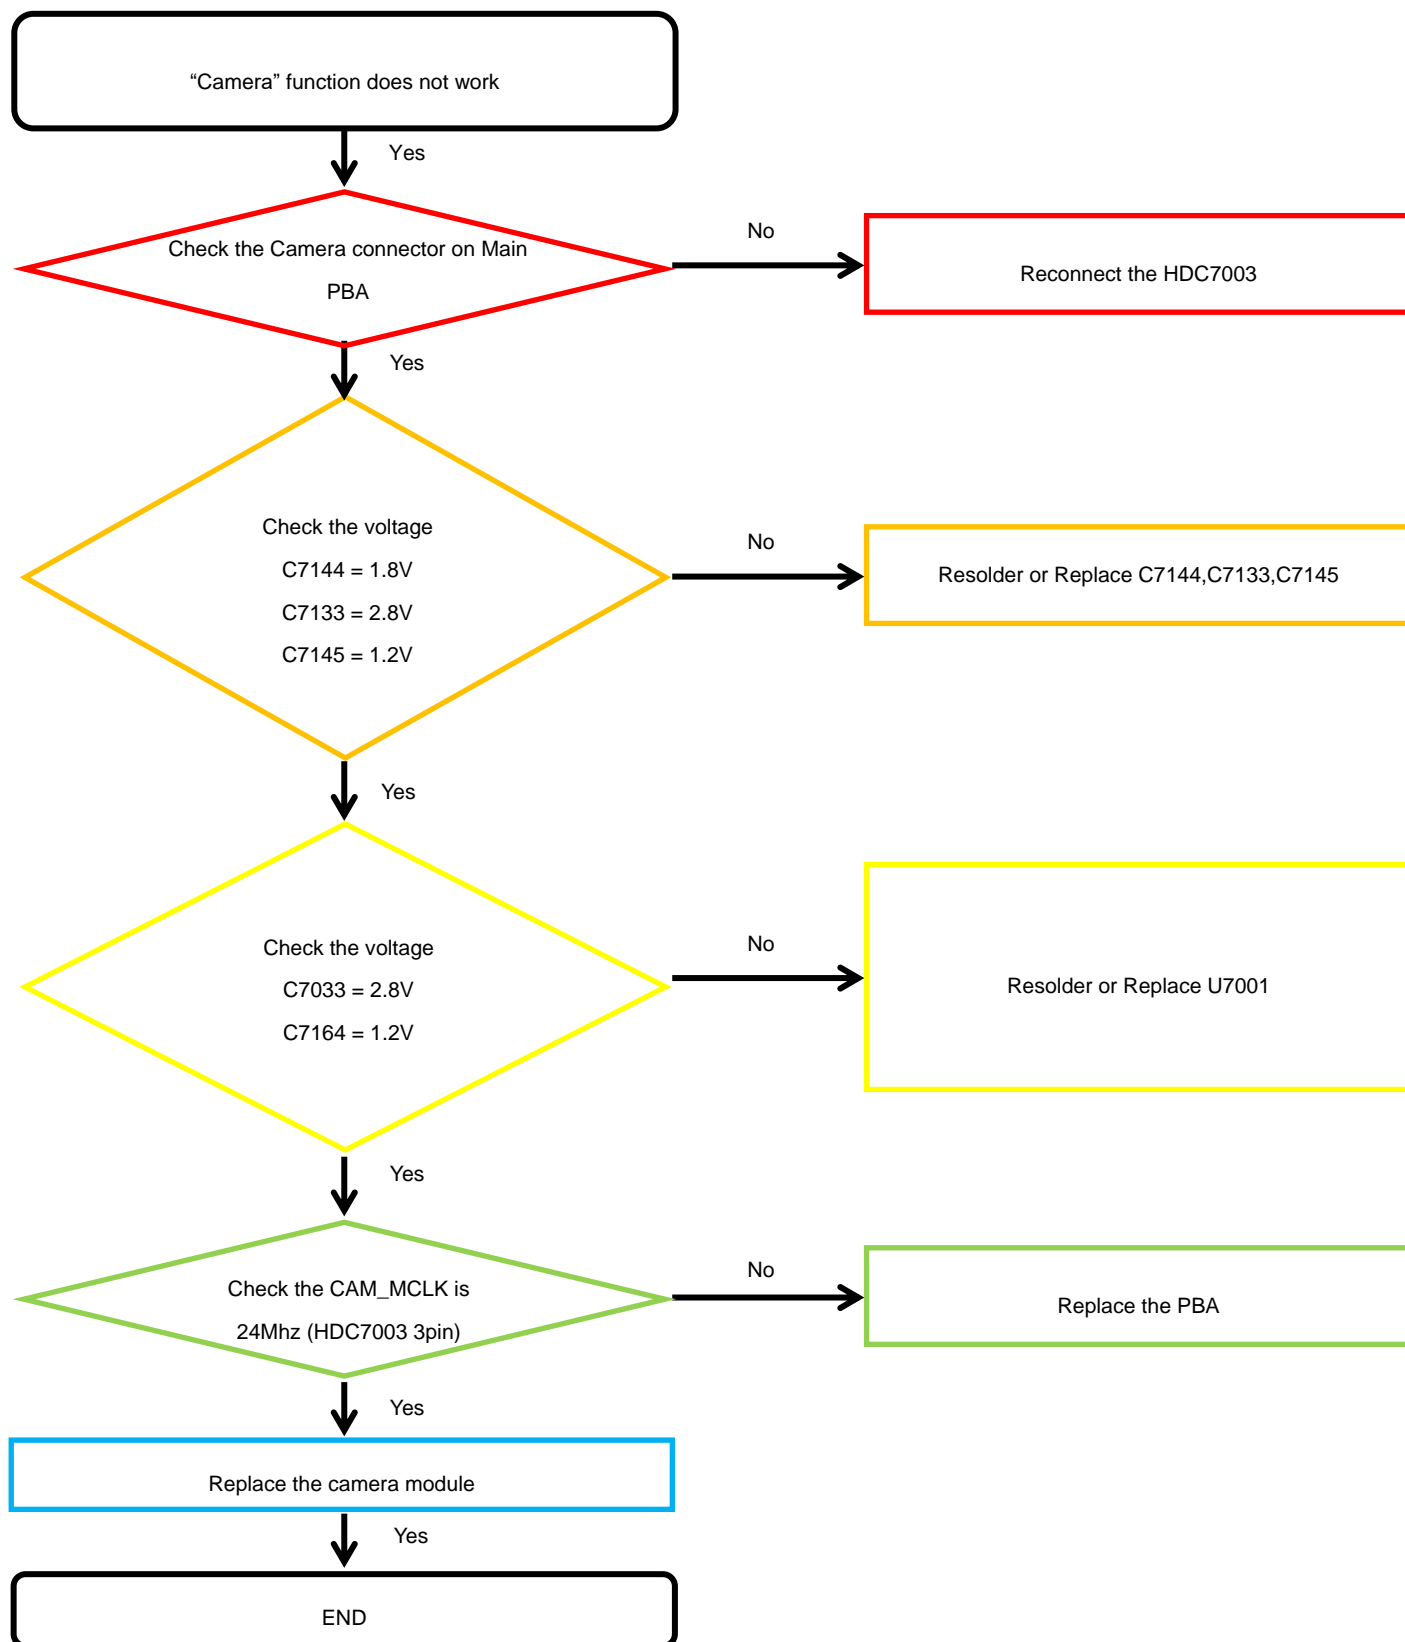 “Camera” function does not work
Yes
Check the Camera connector on Main
PBA
No
Reconnect the HDC7003
Yes
Check the voltage
C7144 = 1.8V
C7133 = 2.8V
C7145 = 1.2V
No
Resolder or Replace C7144,C7133,C7145
Yes
Check the voltage
C7033 = 2.8V
C7164 = 1.2V
No
Resolder or Replace U7001
Yes
Check the CAM_MCLK is
24Mhz (HDC7003 3pin)
No
Replace the PBA
Yes
Replace the camera module
Yes
END